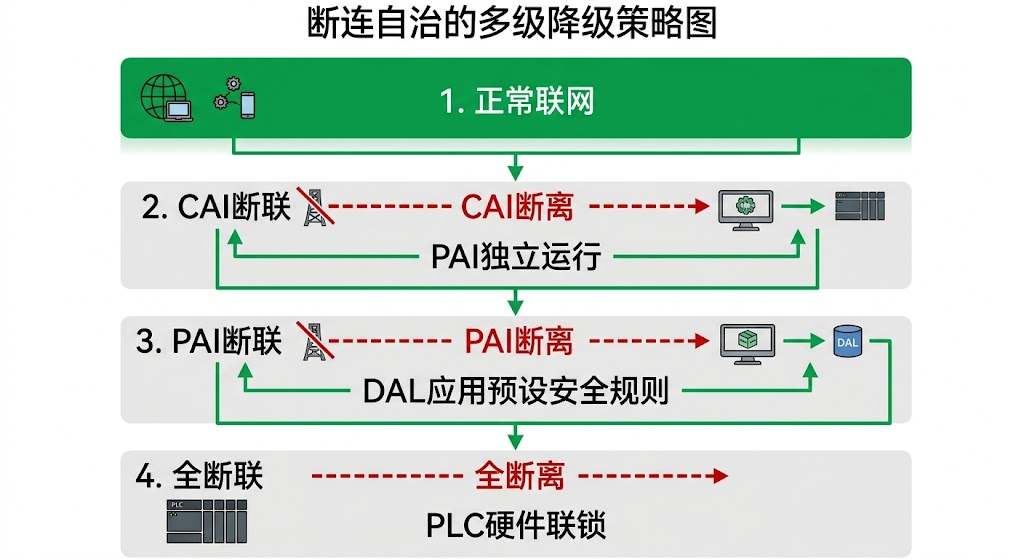 断连自治的多级降级策略图
1. 正常联网
2. CAI断联
CAI断离
PAI独立运行
3. PAI断联
PAI断离
DAL
DAL应用预设安全规则
4. 全断联
全断离
PLC
PLC硬件联锁